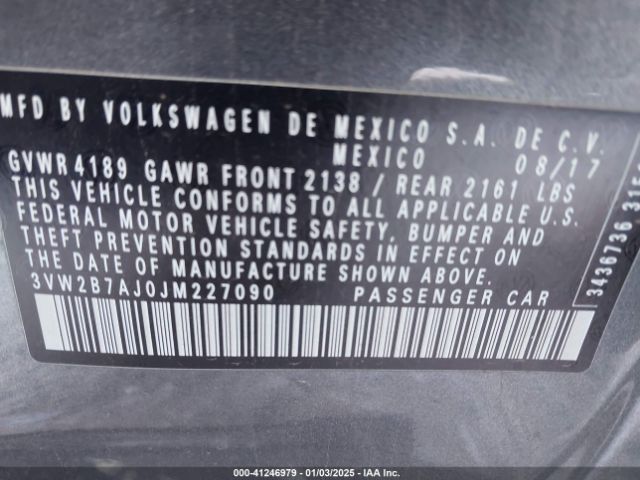 MFD BY VOLKSWAGEN DE MEXICO S.A. DE C.V.
MEXICO 08/17
GVWR 4189 GAWR FRONT 2138 / REAR 2161 LBS
THIS VEHICLE CONFORMS TO ALL APPLICABLE U.S.
FEDERAL MOTOR VEHICLE SAFETY, BUMPER AND
THEFT PREVENTION STANDARDS IN EFFECT ON
THE DATE OF MANUFACTURE SHOWN ABOVE.
3VW2B7AJ0JM227090 PASSENGER CAR
3436736
000-41246979 - 01/03/2025 - IAA Inc.